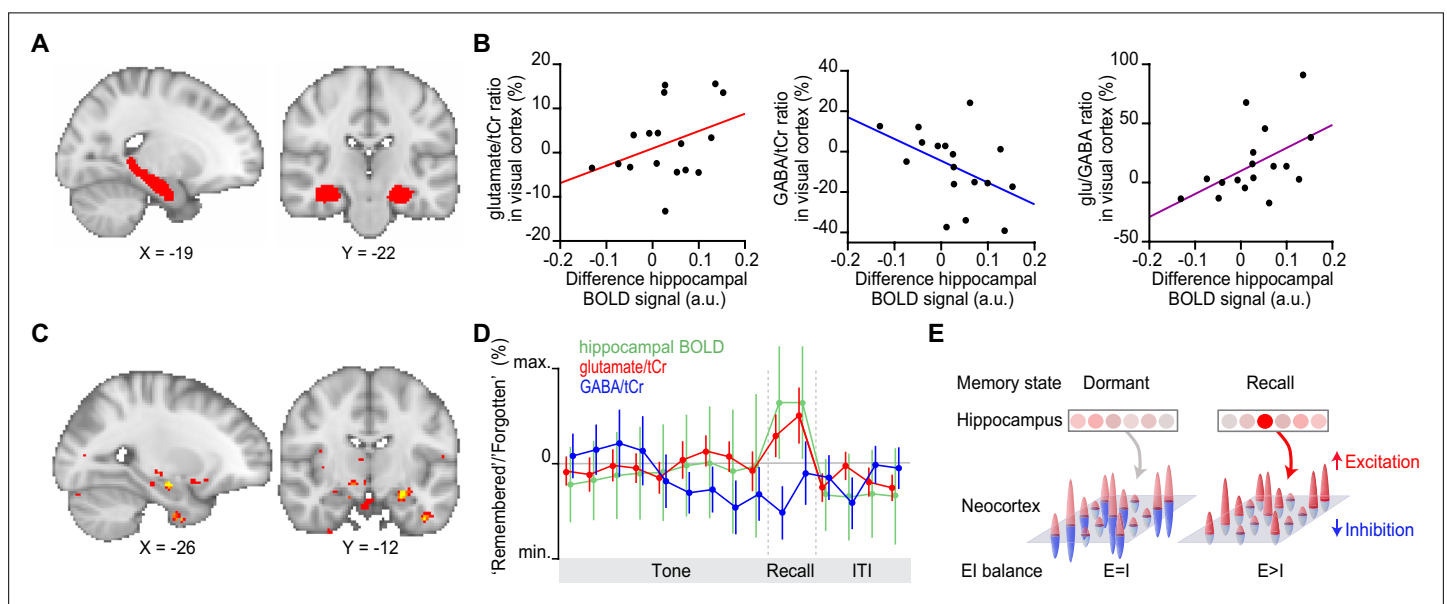 A
X = -19
Y = -22
B
20
10
0
-10
-20
glutamate/tCr ratio
in visual cortex (%)
-0.2
-0.1
0
0.1
0.2
Difference hippocampal
BOLD signal (a.u.)
40
20
0
-20
-40
GABA/tCr ratio
in visual cortex (%)
-0.2
-0.1
0
0.1
0.2
Difference hippocampal
BOLD signal (a.u.)
100
50
0
-50
glu/GABA ratio
in visual cortex (%)
-0.2
-0.1
0
0.1
0.2
Difference hippocampal
BOLD signal (a.u.)
C
X = -26
Y = -12
D
hippocampal BOLD
glutamate/tCr
GABA/tCr
'Remembered'/'Forgotten' (%)
max.
0
min.
Tone
Recall
ITI
E
Memory state
Dormant
Recall
Hippocampus
Excitation
Neocortex
Inhibition
EI balance
E=I
E>I